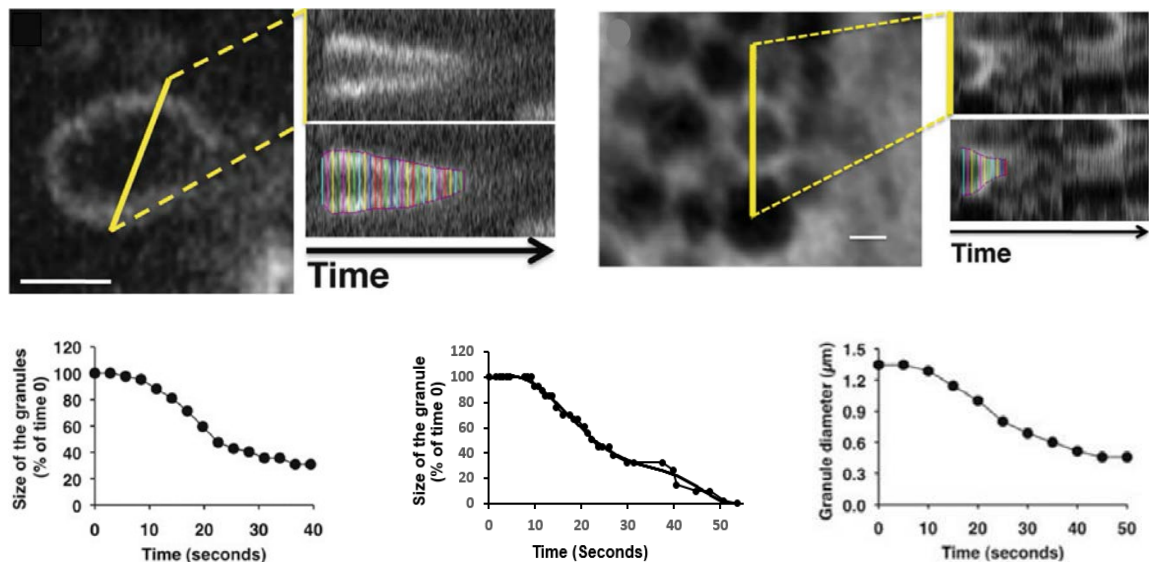 Time
Time
120
100
80
60
40
20
0
0 10 20 30 40
Size of the granules
(% of time 0)
Time (seconds)
120
100
80
60
40
20
0
0 10 20 30 40 50
Size of the granule
(% of time 0)
Time (Seconds)
1.5
1.2
0.9
0.6
0.3
0.0
0 10 20 30 40 50
Granule diameter (µm)
Time (seconds)